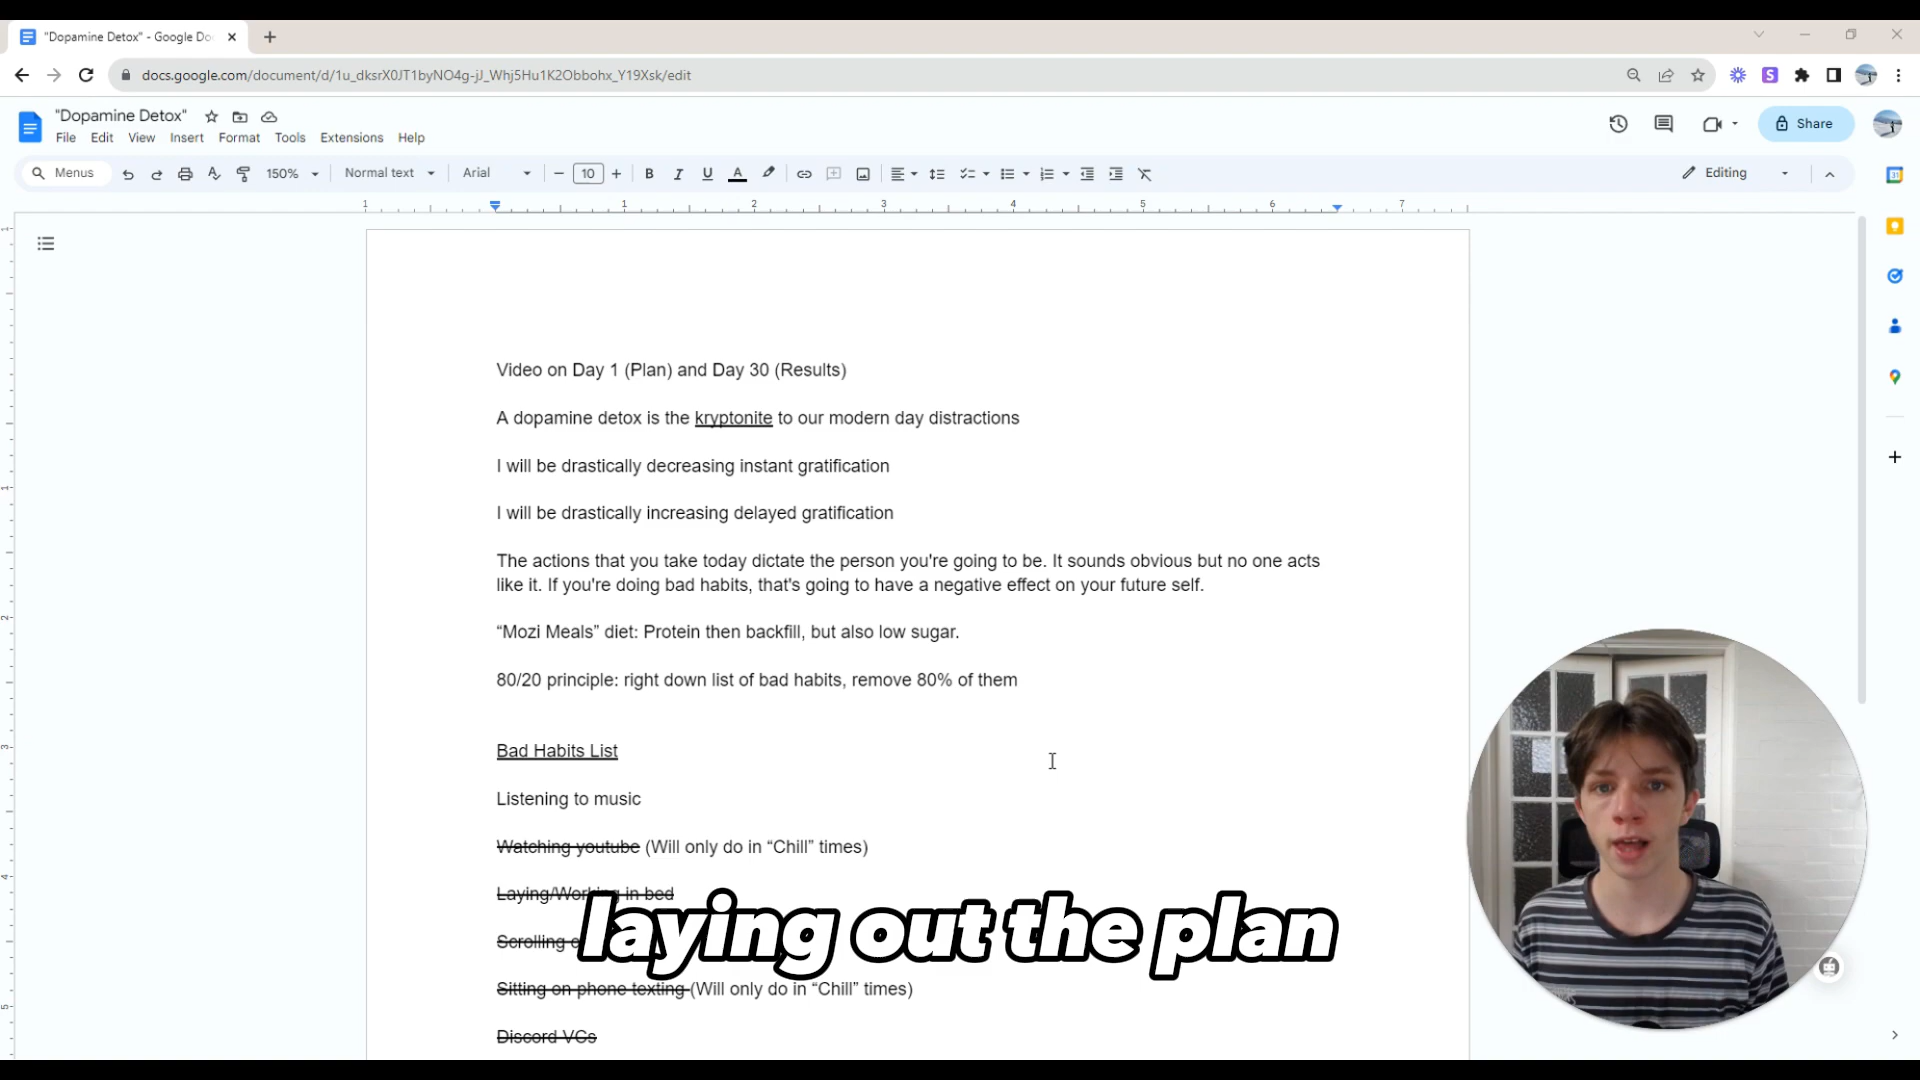 "Dopamine Detox" - Google Do
docs.google.com/document/d/1u_dksrX0JT1byNO4g-jJ_Whj5Hu1K2Obbohx_Y19Xsk/edit
"Dopamine Detox"
Share
File Edit View Insert Format Tools Extensions Help
Menus 150% Normal text Arial 10 Editing
1 1 2 3 4 5 6 7
Video on Day 1 (Plan) and Day 30 (Results)
A dopamine detox is the kryptonite to our modern day distractions
I will be drastically decreasing instant gratification
I will be drastically increasing delayed gratification
The actions that you take today dictate the person you're going to be. It sounds obvious but no one acts
like it. If you're doing bad habits, that's going to have a negative effect on your future self.
“Mozi Meals” diet: Protein then backfill, but also low sugar.
80/20 principle: right down list of bad habits, remove 80% of them
Bad Habits List
Listening to music
Watching youtube (Will only do in “Chill” times)
Laying/Working in bed
laying out the plan
Scrolling
Sitting on phone texting (Will only do in “Chill” times)
Discord VCs